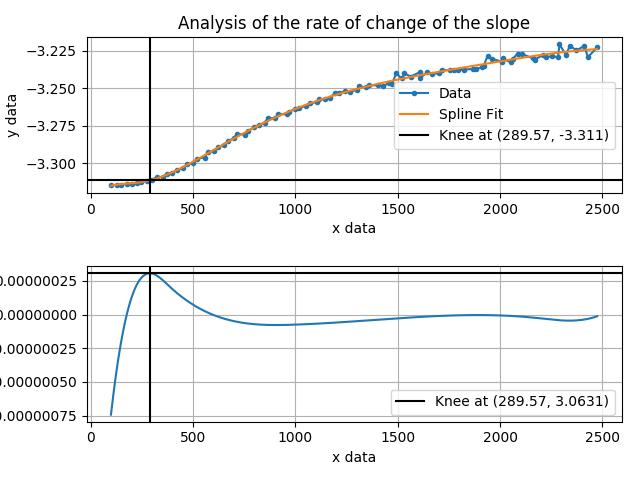 Analysis of the rate of change of the slope
−3.225
−3.250
−3.275
−3.300
y data
Data
Spline Fit
Knee at (289.57, -3.311)
0 500 1000 1500 2000 2500
x data
0.00000025
0.00000000
0.00000025
0.00000050
0.00000075
Knee at (289.57, 3.0631)
0 500 1000 1500 2000 2500
x data